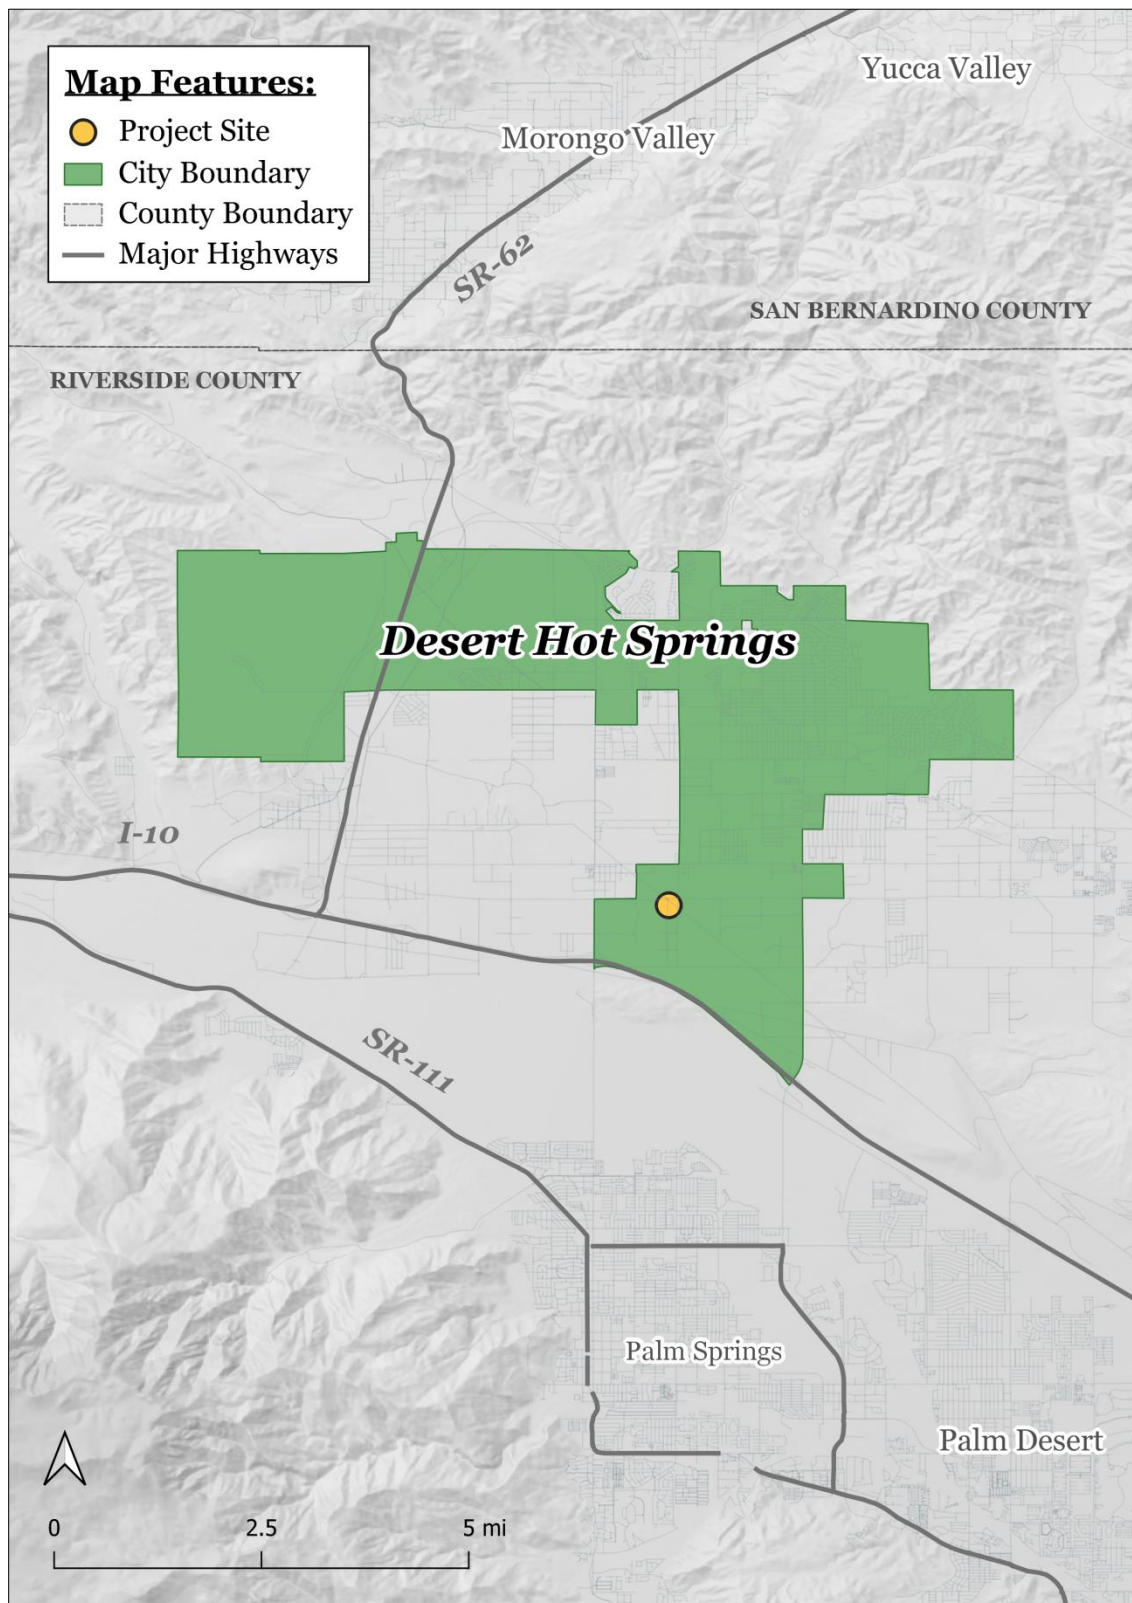 Map Features:
Project Site
City Boundary
County Boundary
Major Highways
Yucca Valley
Morongo Valley
SR-62
SAN BERNARDINO COUNTY
RIVERSIDE COUNTY
Desert Hot Springs
I-10
SR-111
Palm Springs
Palm Desert
0 2.5 5 mi